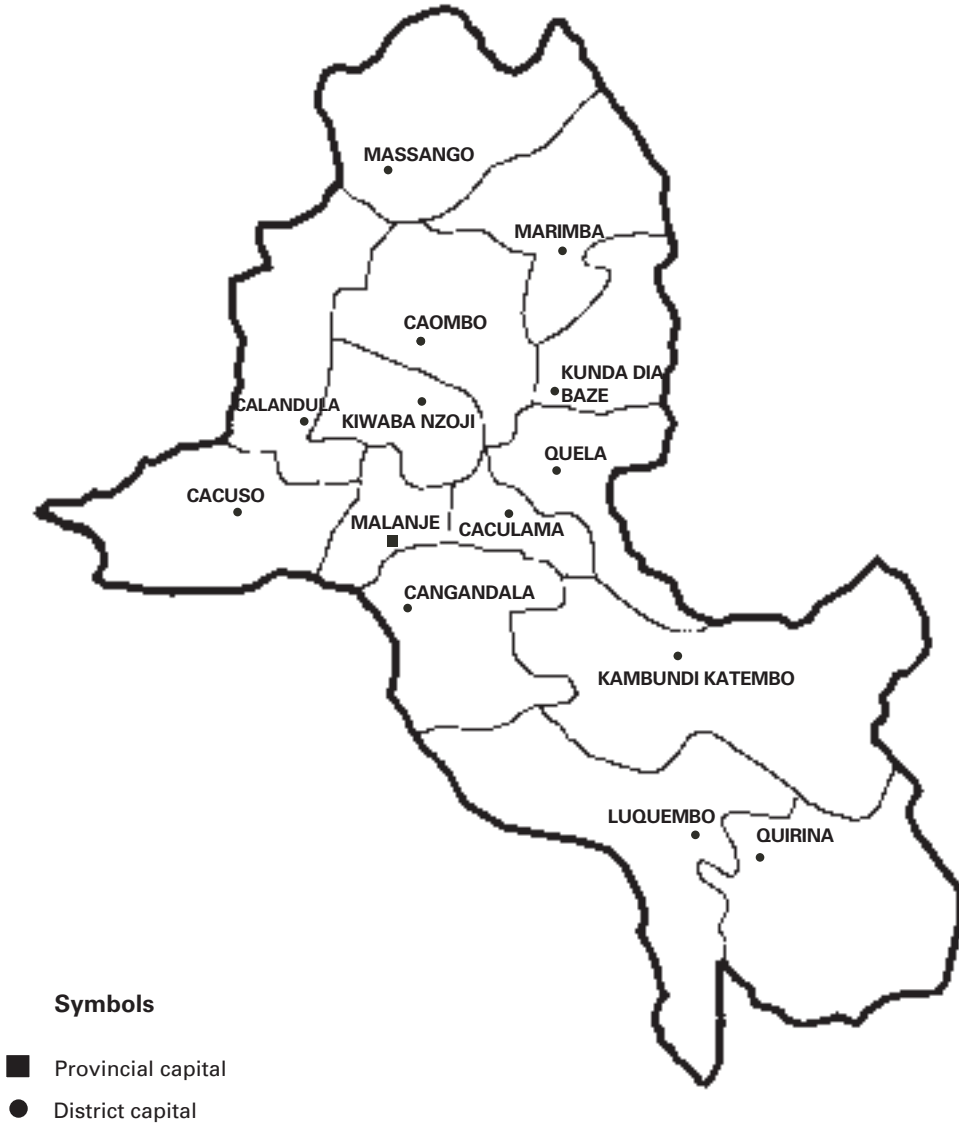 MASSANGO
MARIMBA
CAOMBO
KUNDA DIA
BAZE
CALANDULA
KIWABA NZOJI
QUELA
CACUSO
MALANJE
CACULAMA
CANGANDALA
KAMBUNDI KATEMBO
LUQUEMBO
QUIRINA
Symbols
Provincial capital
District capital